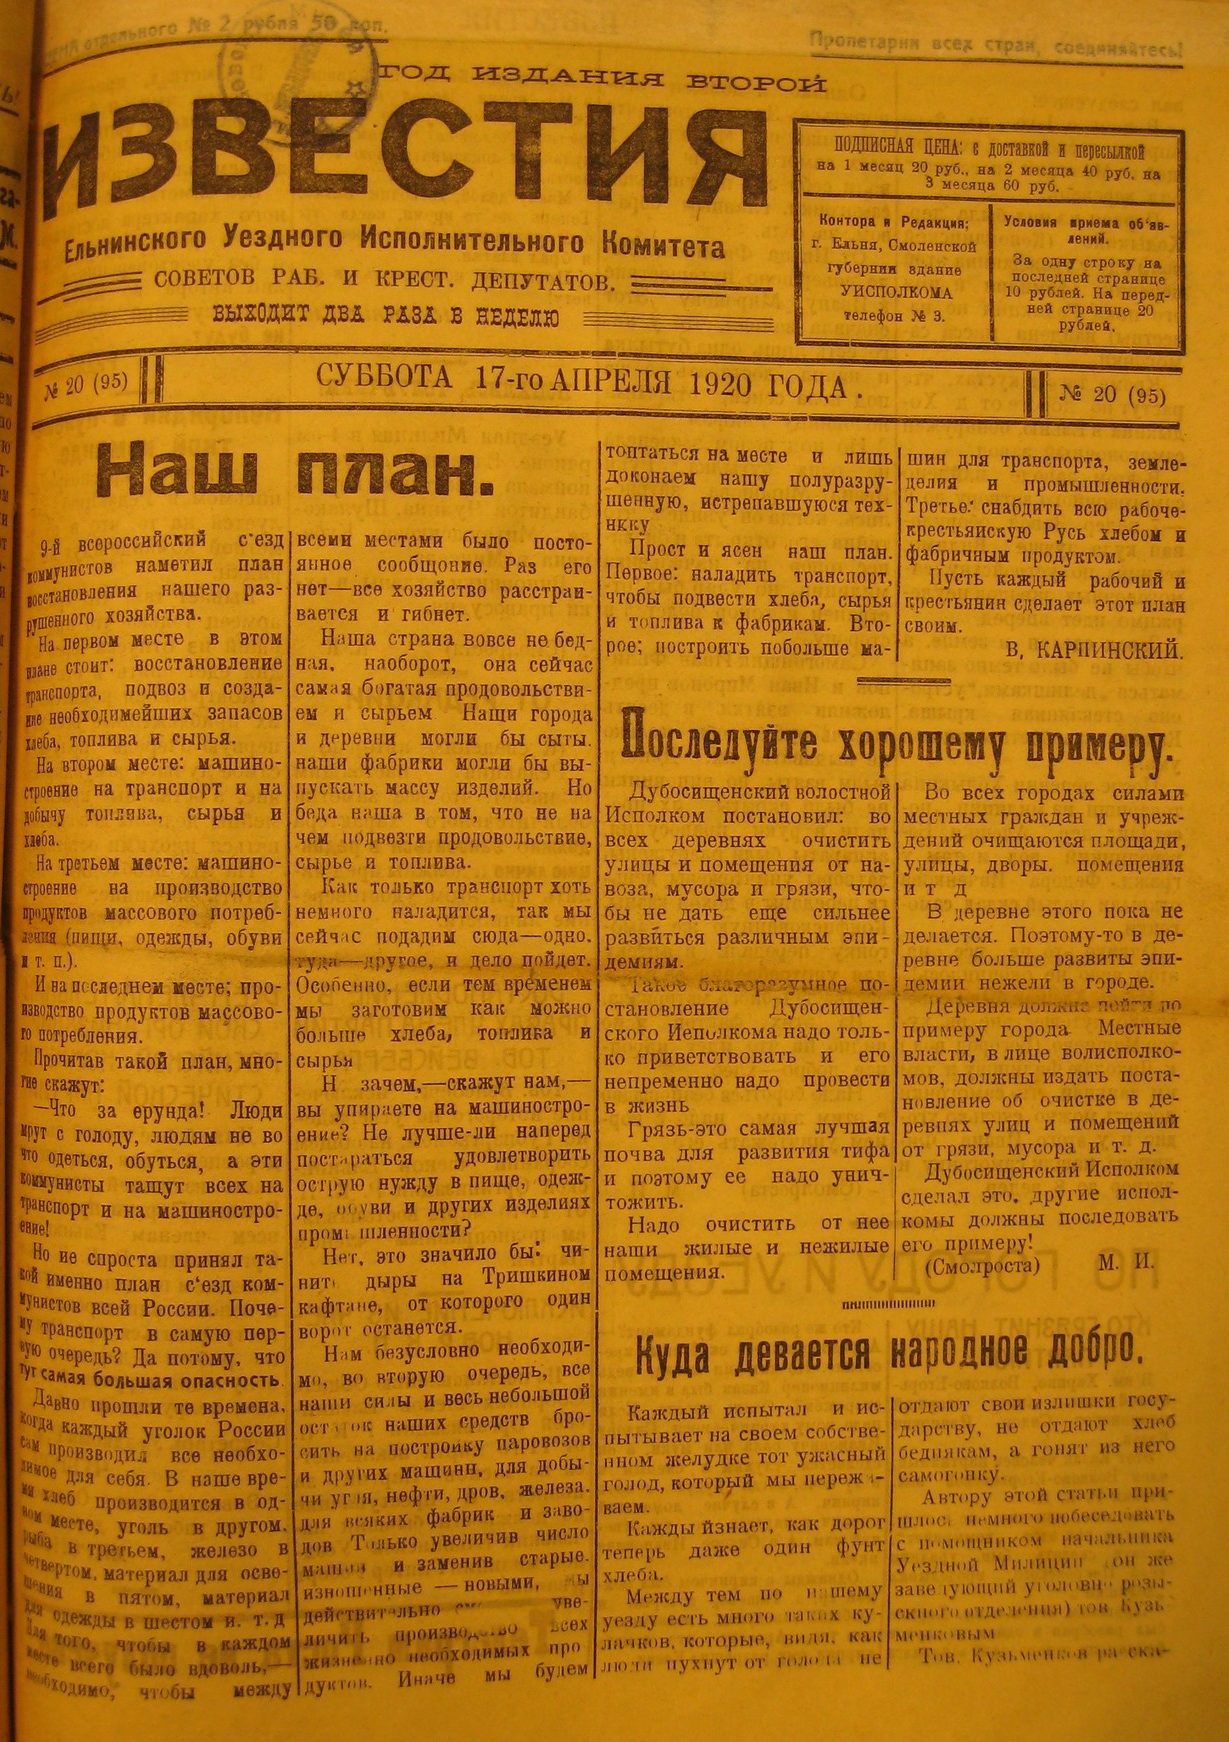 отдельного № 2 рубля 50 коп.
Пролетарии всех стран, соединяйтесь!
ГОД ИЗДАНИЯ ВТОРОЙ
ИЗВЕСТИЯ
Ельнинского Уездного Исполнительного Комитета
СОВЕТОВ РАБ. И КРЕСТ. ДЕПУТАТОВ.
ВЫХОДИТ ДВА РАЗА В НЕДЕЛЮ
ПОДПИСНАЯ ЦЕНА: с доставкой и пересылкой
на 1 месяц 20 руб., на 2 месяца 40 руб. на
3 месяца 60 руб.
Контора и Редакция;
г. Ельня, Смоленской
губернии здание
УИСПОЛКОМА
телефон № 3.
Условия приема об'яв-
лений.
За одну строку на
последней странице
10 рублей. На перед-
ней странице 20
рублей.
№ 20 (95)
СУББОТА 17-го АПРЕЛЯ 1920 ГОДА.
№ 20 (95)
Наш план.
9-й всероссийский с'езд
коммунистов наметил план
восстановления нашего раз-
рушенного хозяйства.
На первом месте в этом
плане стоит: восстановление
транспорта, подвоз и созда-
ние необходимейших запасов
хлеба, топлива и сырья.
На втором месте: машино-
строение на транспорт и на
добычу топлива, сырья и
хлеба.
На третьем месте: машино-
строение на производство
продуктов массового потреб-
ления (пищи, одежды, обуви
и т. п.).
И на последнем месте; про-
изводство продуктов массово-
го потребления.
Прочитав такой план, мно-
гие скажут:
—Что за ерунда! Люди
мрут с голоду, людям не во
что одеться, обуться, а эти
коммунисты тащут всех на
транспорт и на машиностро-
ение!
Но не спроста принял та-
кой именно план с'езд ком-
мунистов всей России. Поче-
му транспорт в самую пер-
вую очередь? Да потому, что
тут самая большая опасность.
Давно прошли те времена,
когда каждый уголок России
сам производил все необхо-
димое для себя. В наше вре-
мя хлеб производится в од-
ном месте, уголь в другом,
рыба в третьем, железо в
четвертом, материал для осве-
щения в пятом, материал
для одежды в шестом и. т. д
Для того, чтобы в каждом
месте всего было вдоволь,—
необходимо, чтобы между
всеми местами было посто-
янное сообщение. Раз его
нет—все хозяйство расстраи-
вается и гибнет.
Наша страна вовсе не бед-
ная, наоборот, она сейчас
самая богатая продовольстви-
ем и сырьем Наши города
и деревни могли бы сыты.
наши фабрики могли бы вы-
пускать массу изделий. Но
беда наша в том, что не на
чем подвезти продовольствие,
сырье и топлива.
Как только транспорт хоть
немного наладится, так мы
сейчас подадим сюда—одно,
туда—другое, и дело пойдет.
Особенно, если тем временем
мы заготовим как можно
больше хлеба, топлива и
сырья
Н зачем,—скажут нам,—
вы упираете на машиностро-
ение? Не лучше-ли наперед
постараться удовлетворить
острую нужду в пище, одеж-
де, обуви и других изделиях
промышленности?
Нет, это значило бы: чи-
нить дыры на Тришкином
кафтане, от которого один
ворот останется.
Нам безусловно необходи-
мо, во вторую очередь, все
наши силы и весь небольшой
остаток наших средств бро-
сить на постройку паровозов
и других машинн, для добы-
чи угля, нефти, дров, железа.
для всяких фабрик и заво-
дов Только увеличив число
машин и заменив старые.
изношенные — новыми, мы
действительно уве-
личить производство всех
жизненно необходимых про
дуктов. Иначе мы будем
топтаться на месте и лишь
доконаем нашу полуразру-
шенную, истрепавшуюся тех-
нкку
Прост и ясен наш план.
Первое: наладить транспорт,
чтобы подвести хлеба, сырья
и топлива к фабрикам. Вто-
рое; построить побольше ма-
шин для транспорта, земле-
делия и промышленности.
Третье: снабдить всю рабоче-
крестьянскую Русь хлебом и
фабричным продуктом.
Пусть каждый рабочий и
крестьянин сделает этот план
своим.
В, КАРПИНСКИЙ.
Последуйте хорошему примеру.
Дубосищенский волостной
Исполком постановил: во
всех деревнях очистить
улицы и помещения от на-
воза, мусора и грязи, что-
бы не дать еще сильнее
развиться различным эпи-
демиям.
Такое благоразумное по-
становление Дубосищен-
ского Иеполкома надо толь-
ко приветствовать и его
непременно надо провести
в жизнь
Грязь-это самая лучшая
почва для развития тифа
и поэтому ее надо унич-
тожить.
Надо очистить от нее
наши жилые и нежилые
помещения.
Во всех городах силами
местных граждан и учреж-
дений очищаются площади,
улицы, дворы. помещения
и т д
В деревне этого пока не
делается. Поэтому-то в де-
ревне больше развиты эпи-
демии нежели в городе.
Деревня должна пойти по
примеру города. Местные
власти, в лице волисполко-
мов, должны издать поста-
новление об очистке в де-
ревнях улиц и помещений
от грязи, мусора и т. д.
Дубосищенский Исполком
сделал это, другие испол-
комы должны последовать
его примеру!
(Смолроста) М. И.
Куда девается народное добро.
Каждый испытал и ис-
пытывает на своем собстве-
нном желудке тот ужасный
голод, который мы пережи-
ваем.
Кажды йзнает, как дорог
теперь даже один фунт
хлеба.
Между тем по нашему
уезду есть много таких ку-
лачков, которые, видя, как
люди пухнут от голода не
отдают свои излишки госу-
дарству, не отдают хлеб
беднякам, а гонят из него
самогонку.
Автору этой статьи при-
шлось немного побеседовать
с помощником начальника
Уездной Милиции (он же
заведующий уголовно розы-
скного отделения) тов Кузь
менковым
Тов. Кузьменков расска-